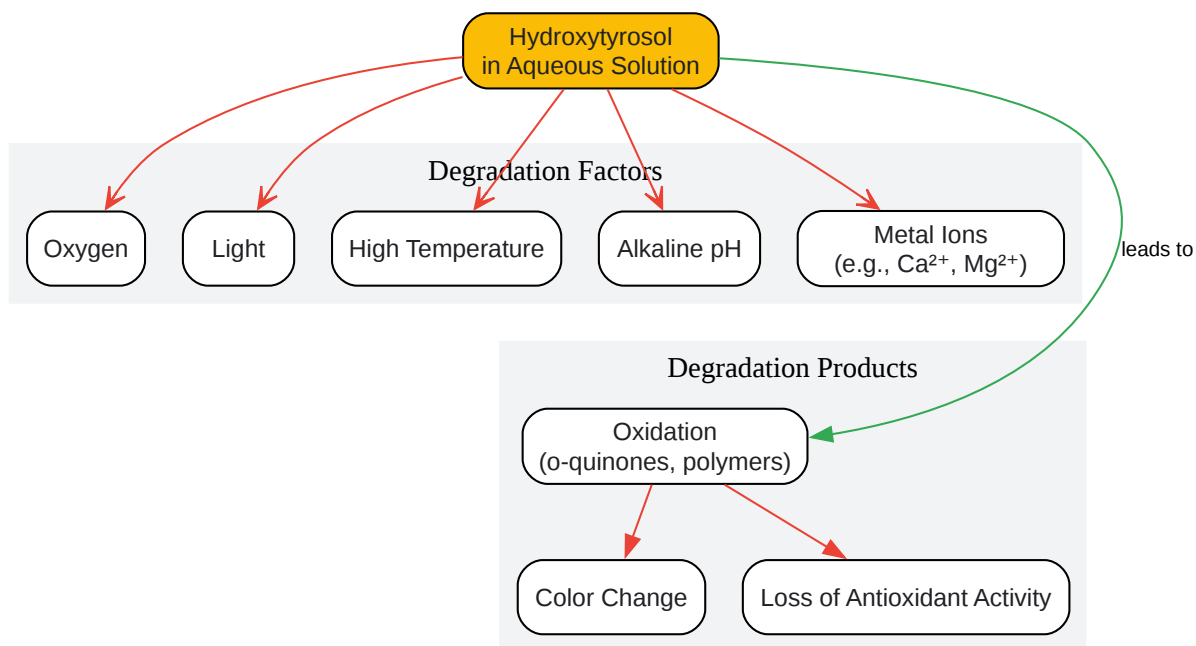 Hydroxytyrosol
in Aqueous Solution
Degradation Factors
Oxygen
Light
High Temperature
Alkaline pH
Metal Ions
(e.g., Ca²⁺, Mg²⁺)
leads to
Degradation Products
Oxidation
(o-quinones, polymers)
Color Change
Loss of Antioxidant Activity